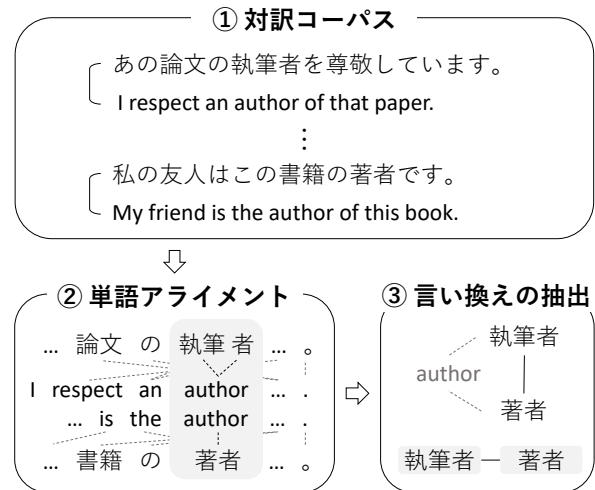 ① 対訳コーパス
あの論文の執筆者を尊敬しています。
I respect an author of that paper.
⋮
私の友人はこの書籍の著者です。
My friend is the author of this book.
② 単語アライメント
... 論文 の 執筆 者 ... 。
I respect an author ... .
... is the author ... .
... 書籍 の 著者 ... 。
③ 言い換えの抽出
執筆者
author
著者
執筆者 — 著者